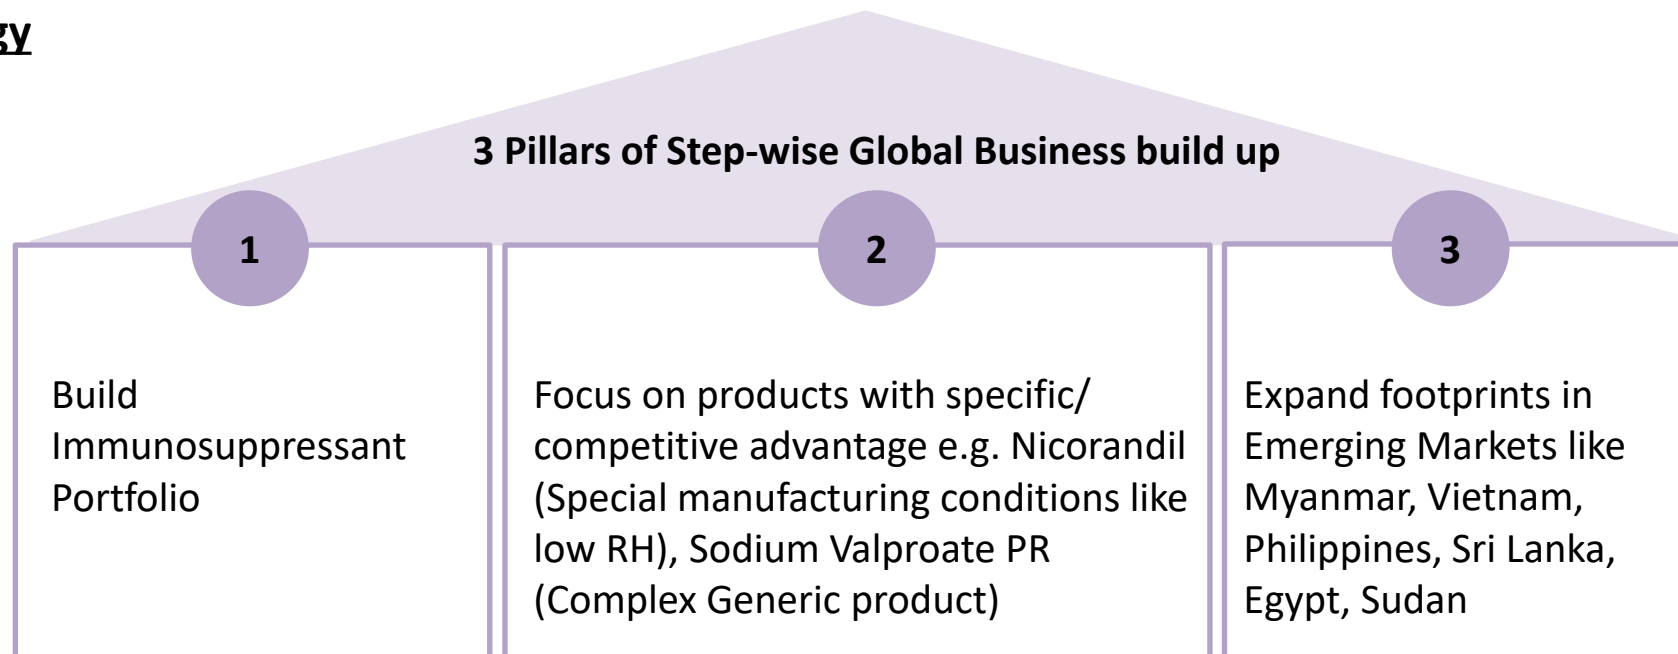 gy
3 Pillars of Step-wise Global Business build up
1
2
3
Build
Immunosuppressant
Portfolio
Focus on products with specific/
competitive advantage e.g. Nicorandil
(Special manufacturing conditions like
low RH), Sodium Valproate PR
(Complex Generic product)
Expand footprints in
Emerging Markets like
Myanmar, Vietnam,
Philippines, Sri Lanka,
Egypt, Sudan